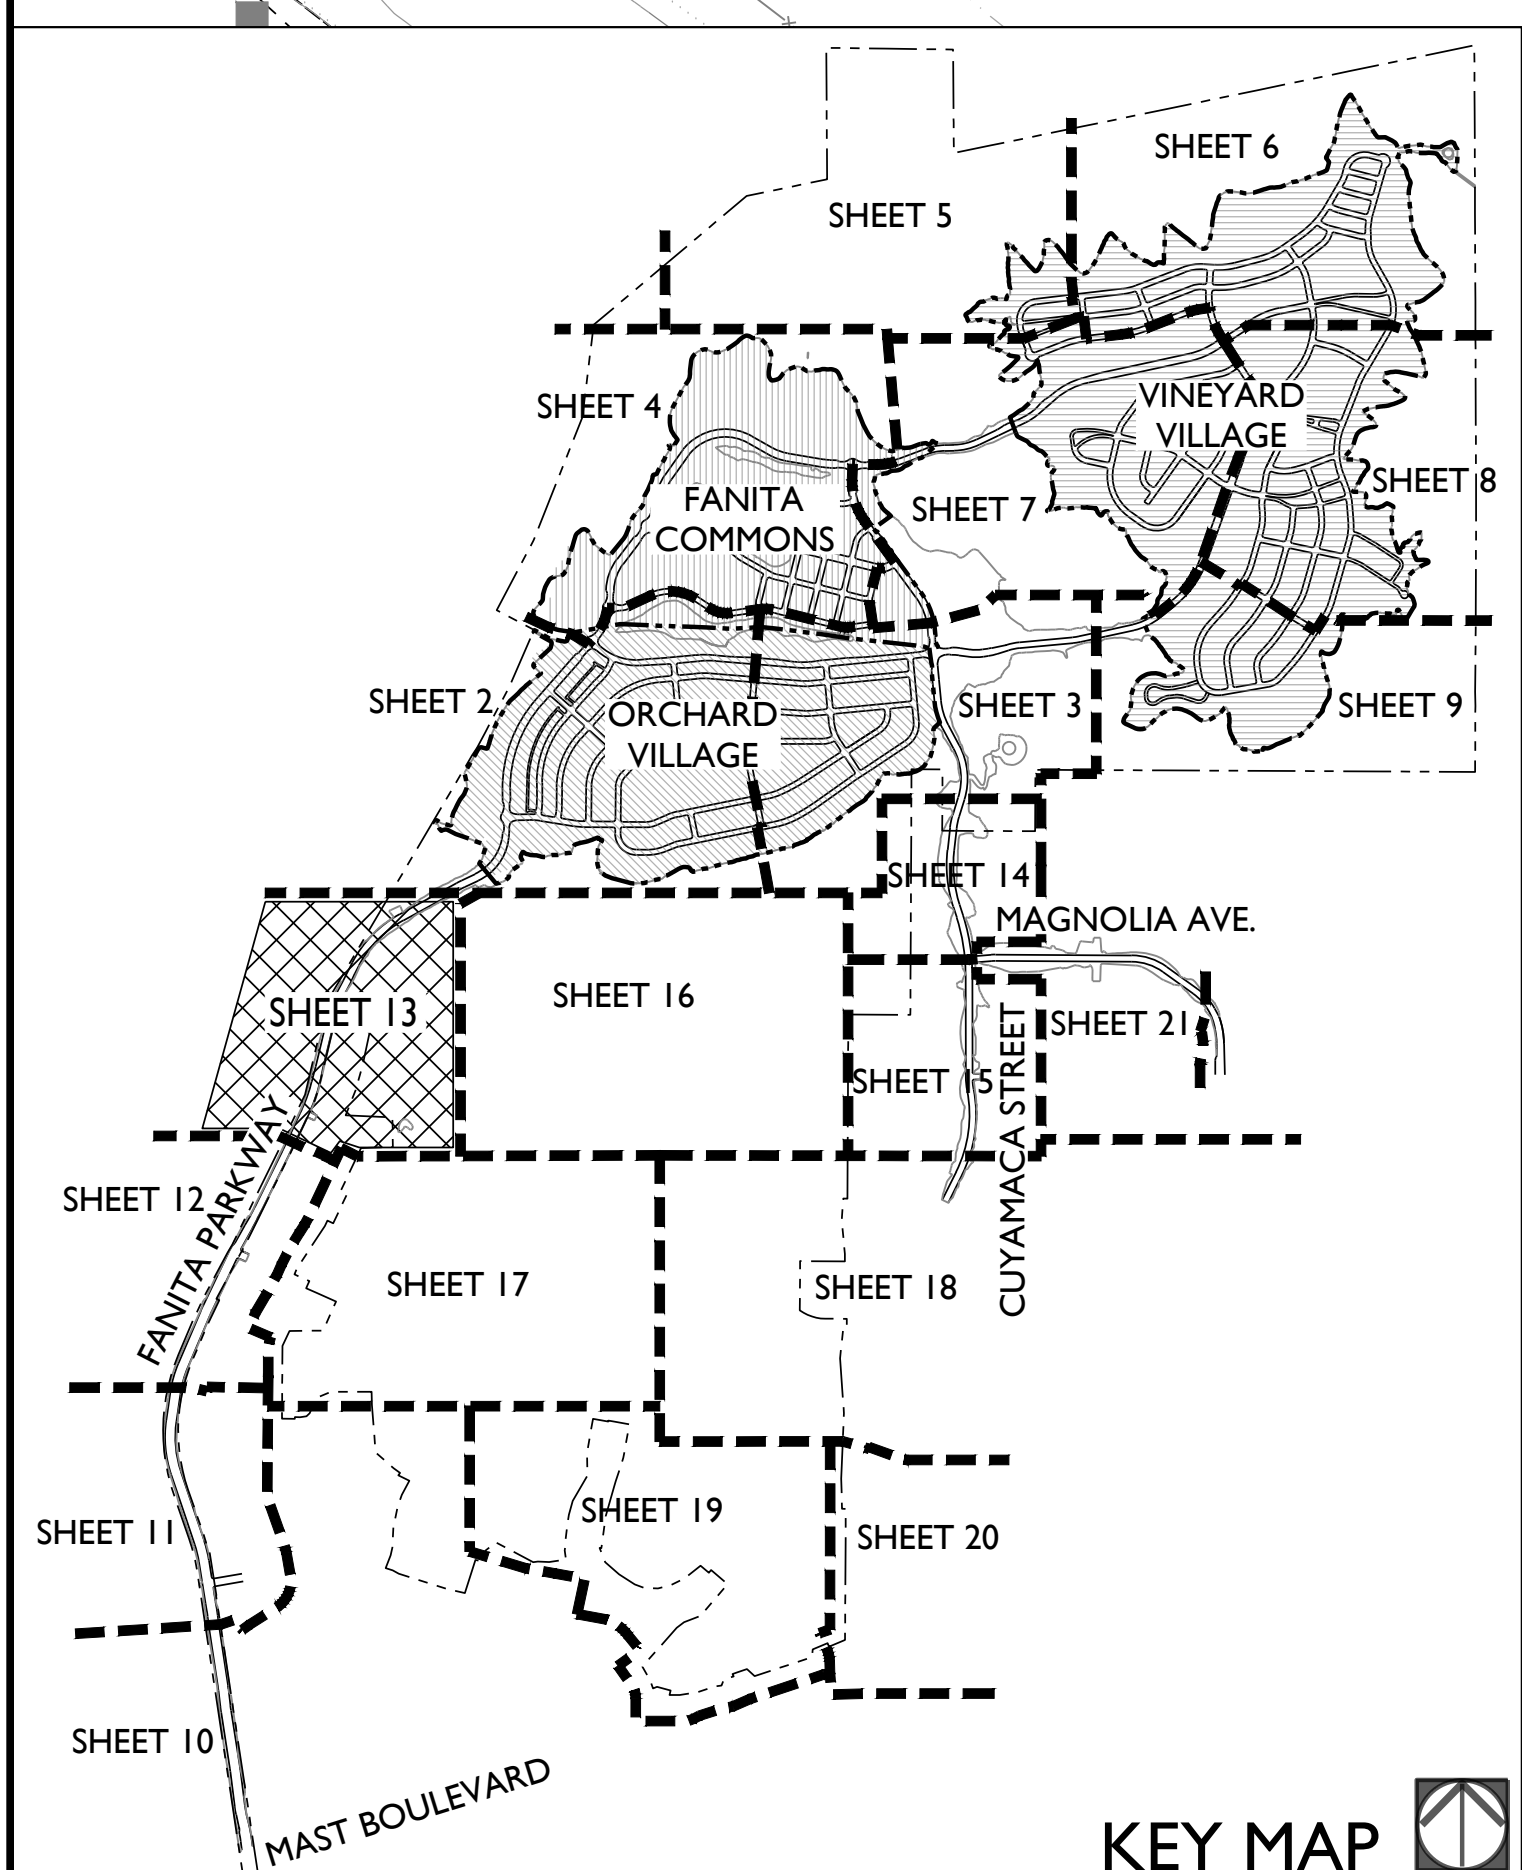 SHEET 6
SHEET 5
SHEET 4
VINEYARD
VILLAGE
SHEET 8
FANITA
COMMONS
SHEET 7
SHEET 2
ORCHARD
VILLAGE
SHEET 3
SHEET 9
SHEET 14
MAGNOLIA AVE.
SHEET 13
SHEET 16
SHEET 21
SHEET 15
CUYAMACA STREET
SHEET 12
FANITA PARKWAY
SHEET 17
SHEET 18
SHEET 11
SHEET 19
SHEET 20
SHEET 10
MAST BOULEVARD
KEY MAP